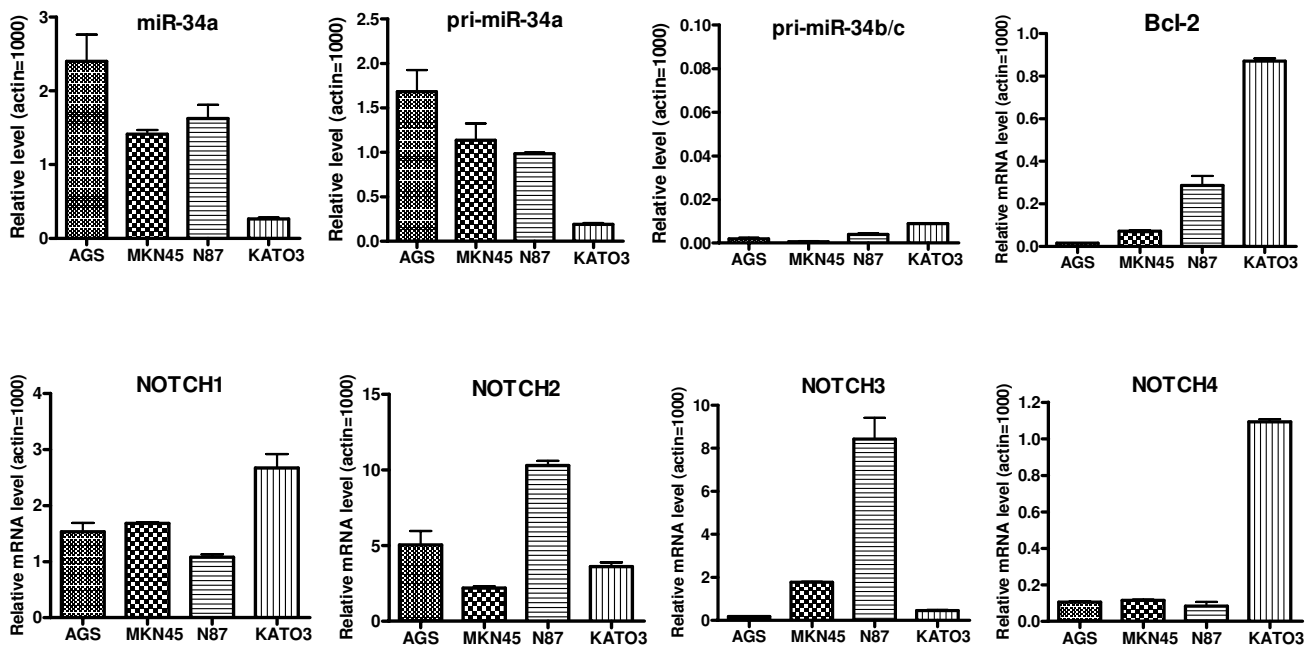 miR-34a
Relative level (actin=1000)
3
2
1
0
AGS MKN45 N87 KATO3
pri-miR-34a
Relative level (actin=1000)
2.5
2.0
1.5
1.0
0.5
0.0
AGS MKN45 N87 KATO3
pri-miR-34b/c
Relative level (actin=1000)
0.10
0.08
0.06
0.04
0.02
0.00
AGS MKN45 N87 KATO3
Bcl-2
Relative mRNA level (actin=1000)
1.0
0.8
0.6
0.4
0.2
0.0
AGS MKN45 N87 KATO3
NOTCH1
Relative mRNA level (actin=1000)
4
3
2
1
0
AGS MKN45 N87 KATO3
NOTCH2
Relative mRNA level (actin=1000)
15
10
5
0
AGS MKN45 N87 KATO3
NOTCH3
Relative mRNA level (actin=1000)
10
8
6
4
2
0
AGS MKN45 N87 KATO3
NOTCH4
Relative mRNA level (actin=1000)
1.2
1.0
0.8
0.6
0.4
0.2
0.0
AGS MKN45 N87 KATO3